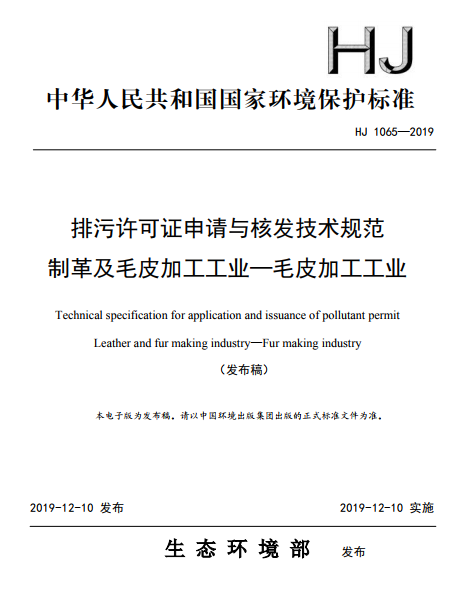 HJ
中华人民共和国国家环境保护标准
HJ 1065—2019
排污许可证申请与核发技术规范
制革及毛皮加工工业—毛皮加工工业
Technical specification for application and issuance of pollutant permit
Leather and fur making industry—Fur making industry
（发布稿）
本电子版为发布稿。请以中国环境出版集团出版的正式标准文件为准。
2019-12-10 发布 2019-12-10 实施
生态环境部 发布